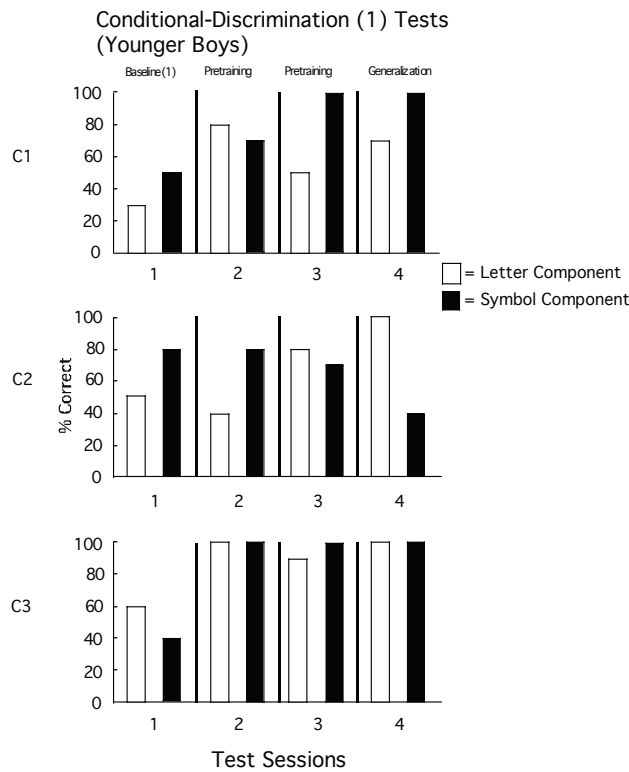 Conditional-Discrimination (1) Tests
(Younger Boys)
Baseline(1) Pretraining Pretraining Generalization
C1
100
80
60
40
20
0
1 2 3 4
= Letter Component
= Symbol Component
C2
% Correct
100
80
60
40
20
0
1 2 3 4
C3
100
80
60
40
20
0
1 2 3 4
Test Sessions